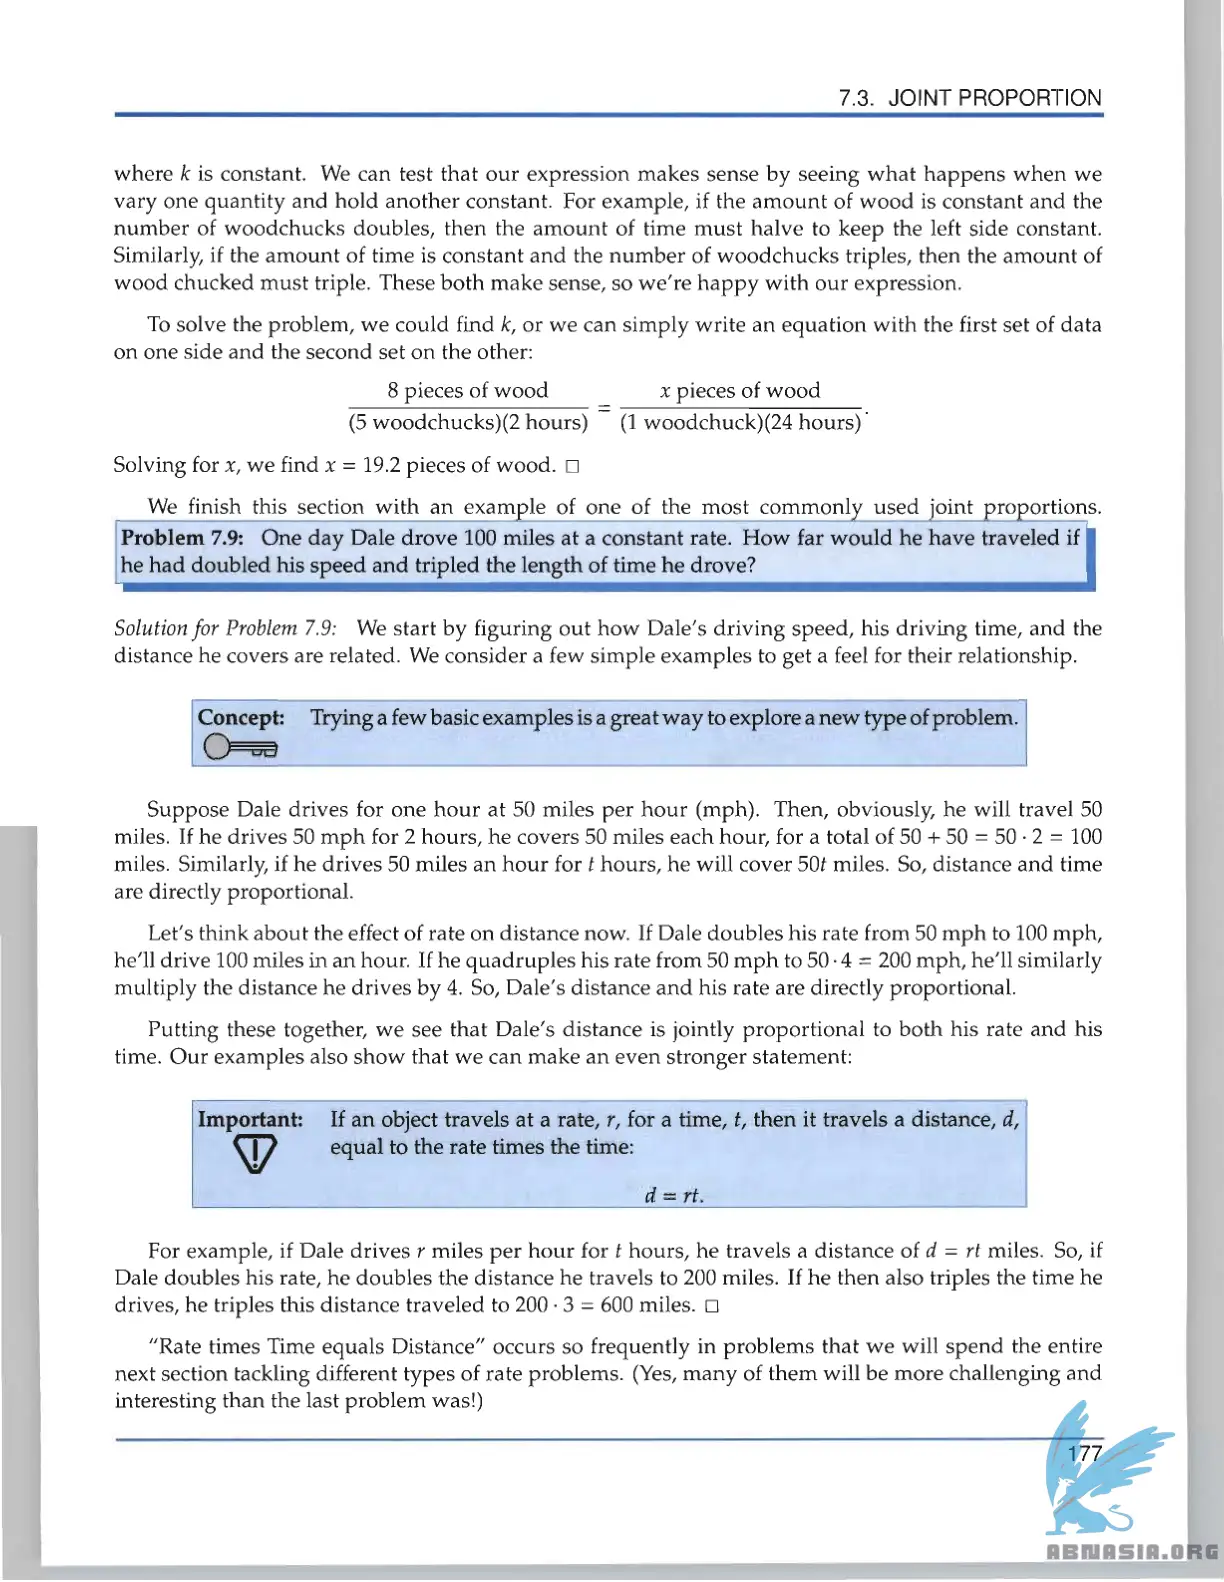 7.3. JOINT PROPORTION
where k is constant. We can test that our expression makes sense by seeing what happens when we
vary one quantity and hold another constant. For example, if the amount of wood is constant and the
number of woodchucks doubles, then the amount of time must halve to keep the left side constant.
Similarly, if the amount of time is constant and the number of woodchucks triples, then the amount of
wood chucked must triple. These both make sense, so we're happy with our expression.
To solve the problem, we could find k, or we can simply write an equation with the first set of data
on one side and the second set on the other:
8 pieces of wood x pieces of wood
=
(5 woodchucks)(2 hours) (1 woodchuck)(24 hours).
Solving for x, we find x = 19.2 pieces of wood. □
We finish this section with an example of one of the most commonly used joint proportions.
Problem 7.9: One day Dale drove 100 miles at a constant rate. How far would he have traveled if
he had doubled his speed and tripled the length of time he drove?
Solution for Problem 7.9: We start by figuring out how Dale's driving speed, his driving time, and the
distance he covers are related. We consider a few simple examples to get a feel for their relationship.
Concept: Trying a few basic examples is a great way to explore a new type of problem.
Suppose Dale drives for one hour at 50 miles per hour (mph). Then, obviously, he will travel 50
miles. If he drives 50 mph for 2 hours, he covers 50 miles each hour, for a total of 50 + 50 = 50 · 2 = 100
miles. Similarly, if he drives 50 miles an hour for t hours, he will cover 50t miles. So, distance and time
are directly proportional.
Let's think about the effect of rate on distance now. If Dale doubles his rate from 50 mph to 100 mph,
he'll drive 100 miles in an hour. If he quadruples his rate from 50 mph to 50 · 4 = 200 mph, he'll similarly
multiply the distance he drives by 4. So, Dale's distance and his rate are directly proportional.
Putting these together, we see that Dale's distance is jointly proportional to both his rate and his
time. Our examples also show that we can make an even stronger statement:
Important: If an object travels at a rate, r, for a time, t, then it travels a distance, d,
equal to the rate times the time:
d = rt.
For example, if Dale drives r miles per hour for t hours, he travels a distance of d = rt miles. So, if
Dale doubles his rate, he doubles the distance he travels to 200 miles. If he then also triples the time he
drives, he triples this distance traveled to 200 · 3 = 600 miles. □
"Rate times Time equals Distance" occurs so frequently in problems that we will spend the entire
next section tackling different types of rate problems. (Yes, many of them will be more challenging and
interesting than the last problem was!)
177
ABNASIA.ORG